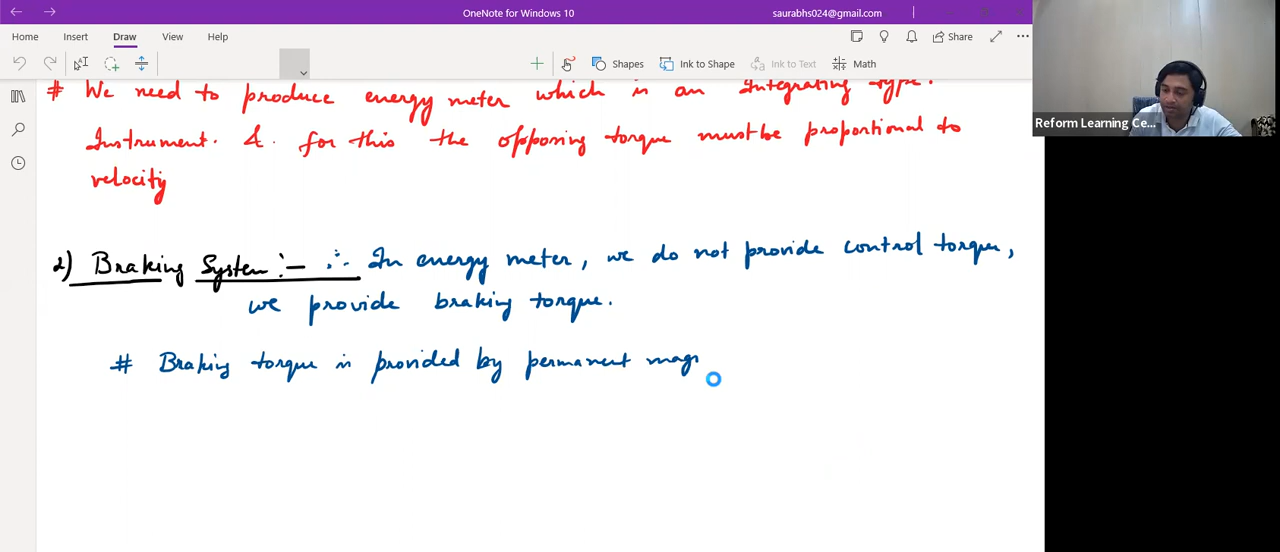 OneNote for Windows 10
saurabhs024@gmail.com
Home Insert Draw View Help
Share
Shapes Ink to Shape Ink to Text Math
Reform Learning Ce...
# We need to produce energy meter which is an Integrating type.
Instrument. &. for this the opposing torque must be proportional to
velocity
2) Braking System :- ∴ In energy meter, we do not provide control torque,
we provide braking torque.
# Braking torque is provided by permanent magn